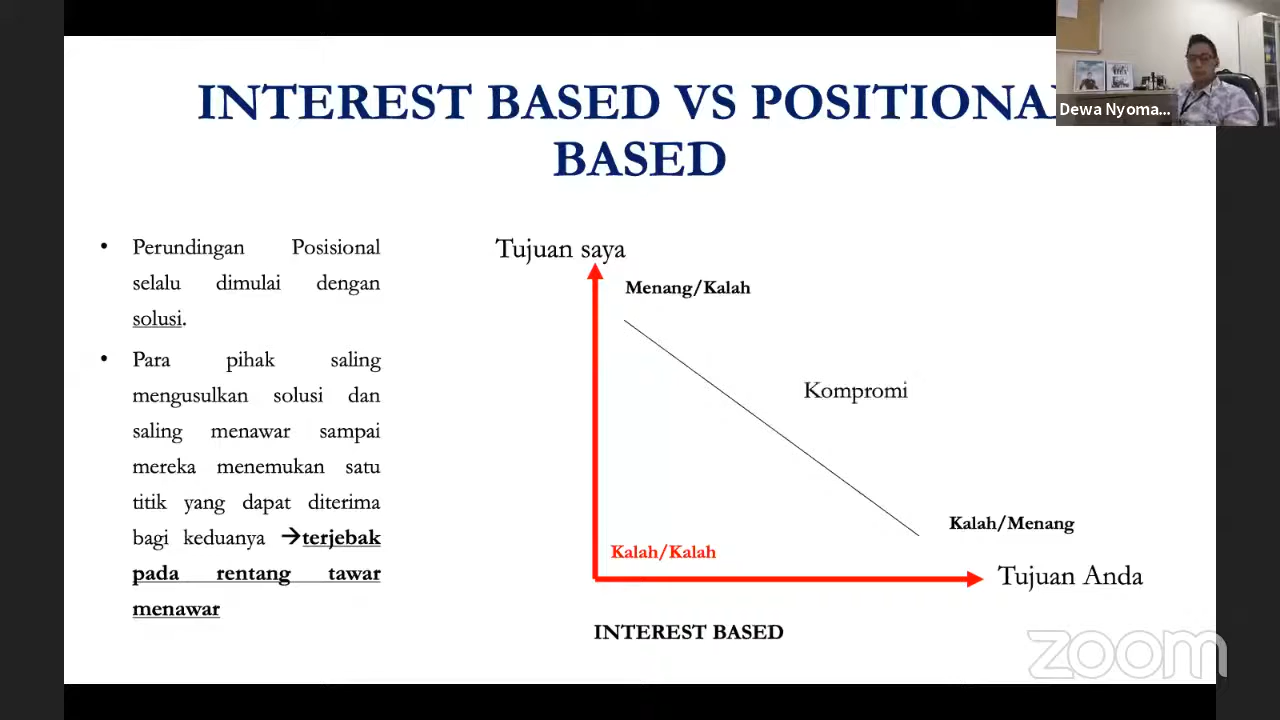 INTEREST BASED VS POSITIONA
BASED
Dewa Nyoma...
• Perundingan Posisional
selalu dimulai dengan
solusi.
• Para pihak saling
mengusulkan solusi dan
saling menawar sampai
mereka menemukan satu
titik yang dapat diterima
bagi keduanya →terjebak
pada rentang tawar
menawar
Tujuan saya
Menang/Kalah
Kompromi
Kalah/Menang
Kalah/Kalah
Tujuan Anda
INTEREST BASED
zoom